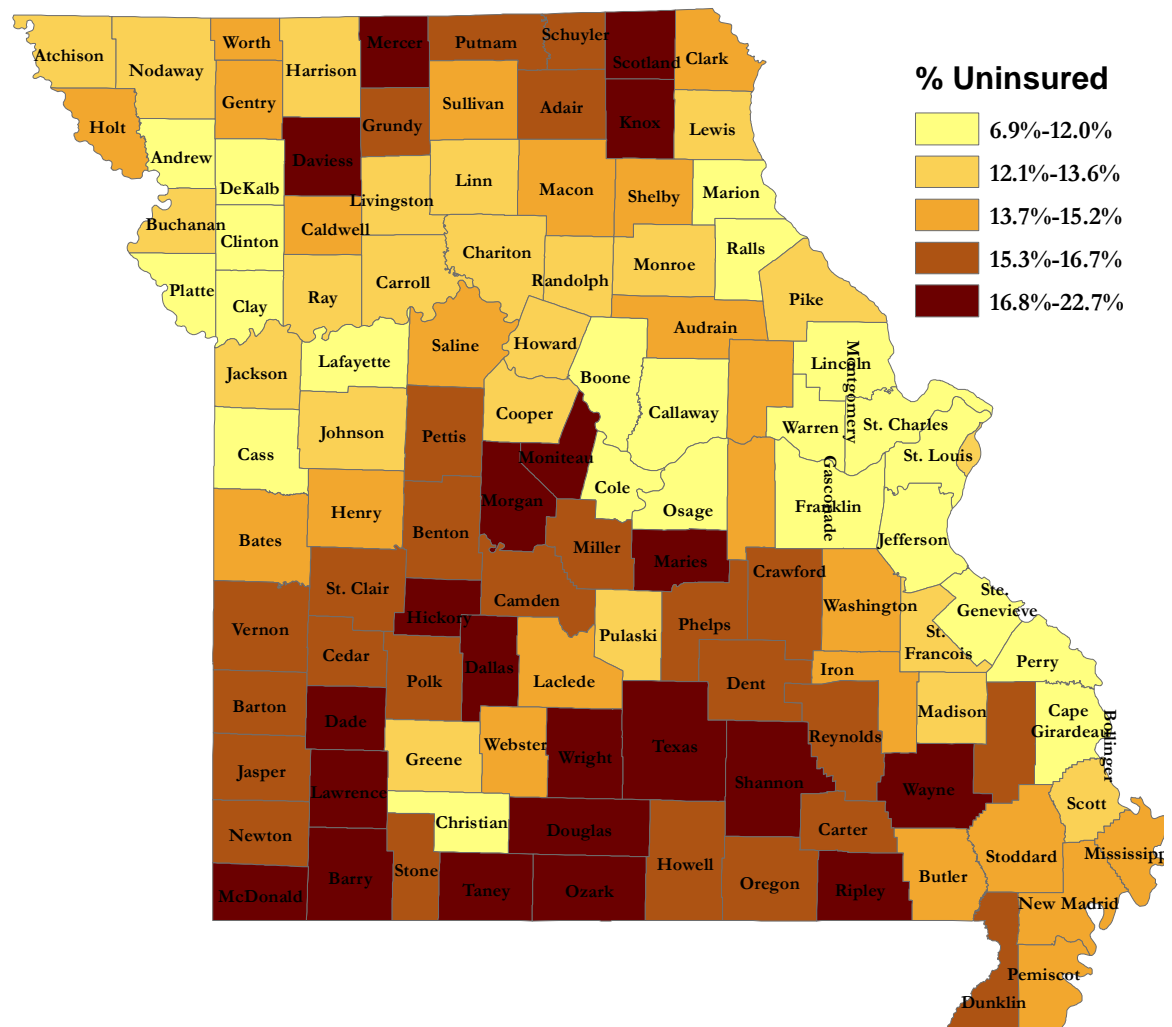 % Uninsured
6.9%-12.0%
12.1%-13.6%
13.7%-15.2%
15.3%-16.7%
16.8%-22.7%
Atchison
Nodaway
Worth
Harrison
Mercer
Putnam
Schuyler
Scotland
Clark
Holt
Gentry
Sullivan
Adair
Knox
Lewis
Andrew
DeKalb
Daviess
Grundy
Linn
Macon
Shelby
Marion
Buchanan
Clinton
Caldwell
Livingston
Chariton
Randolph
Monroe
Ralls
Platte
Clay
Ray
Carroll
Pike
Audrain
Saline
Howard
Jackson
Lafayette
Boone
Lincoln
Montgomery
Callaway
Cooper
Johnson
Pettis
Warren
St. Charles
St. Louis
Cass
Moniteau
Morgan
Cole
Osage
Gasconade
Franklin
Jefferson
Bates
Henry
Benton
Miller
Maries
Crawford
Washington
Ste.
Genevieve
St. Clair
Hickory
Camden
Pulaski
Phelps
St.
Francois
Perry
Vernon
Cedar
Polk
Dallas
Laclede
Dent
Iron
Madison
Cape
Girardeau
Bollinger
Barton
Dade
Greene
Webster
Wright
Texas
Shannon
Reynolds
Wayne
Scott
Jasper
Lawrence
Christian
Douglas
Carter
Stoddard
Mississipp
Newton
Stone
Howell
Oregon
Ripley
Butler
New Madrid
McDonald
Barry
Taney
Ozark
Pemiscot
Dunklin